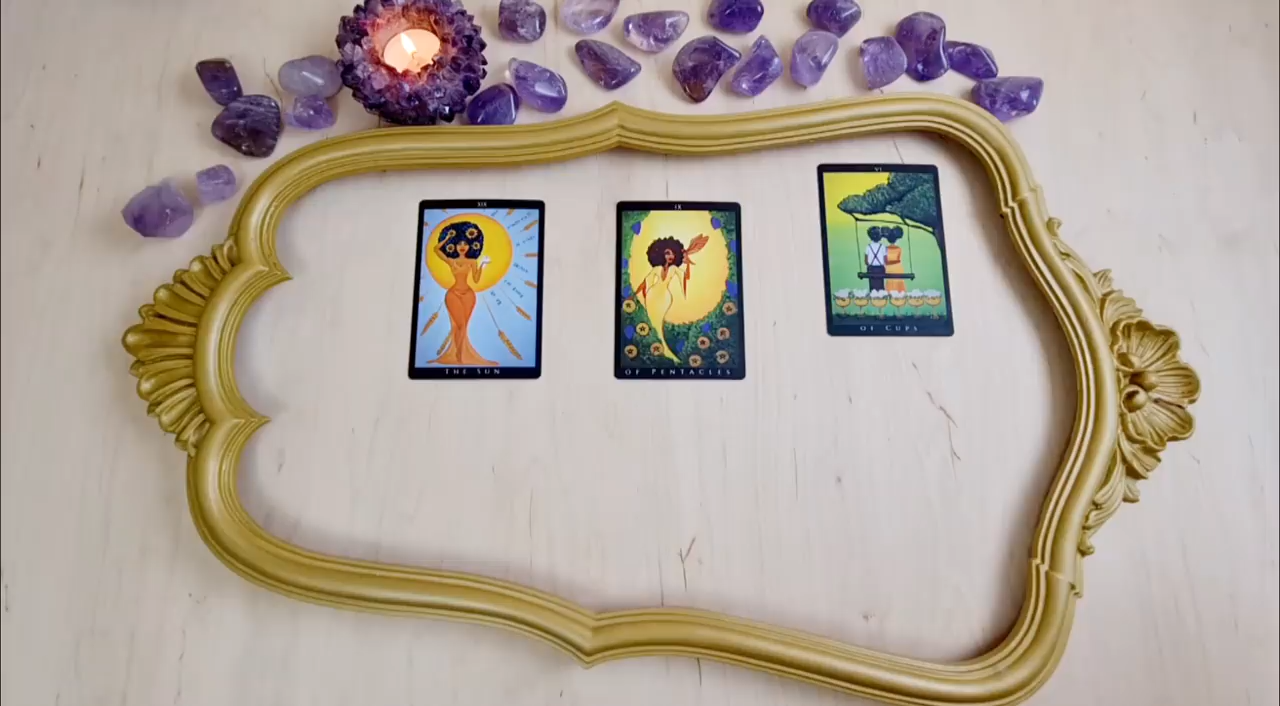 XIX
THE SUN
IX
OF PENTACLES
VI
OF CUPS